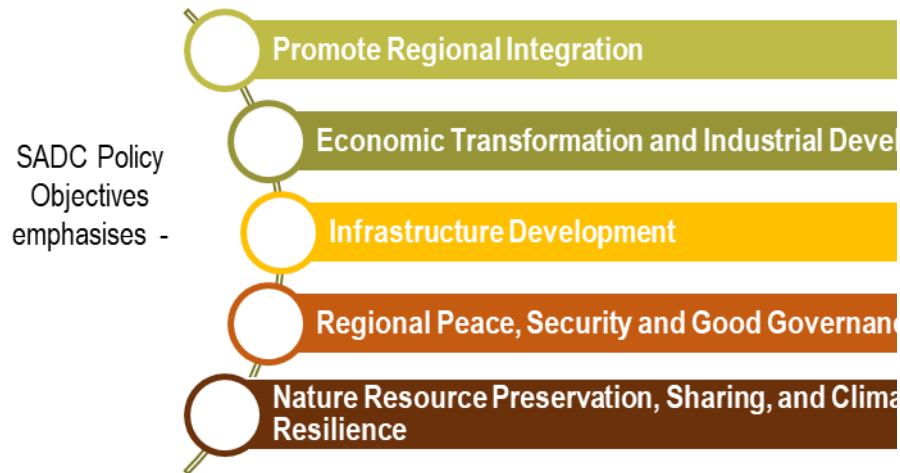 Promote Regional Integration
Economic Transformation and Industrial Devel
SADC Policy
Objectives
emphasises -
Infrastructure Development
Regional Peace, Security and Good Governanc
Nature Resource Preservation, Sharing, and Clima
Resilience